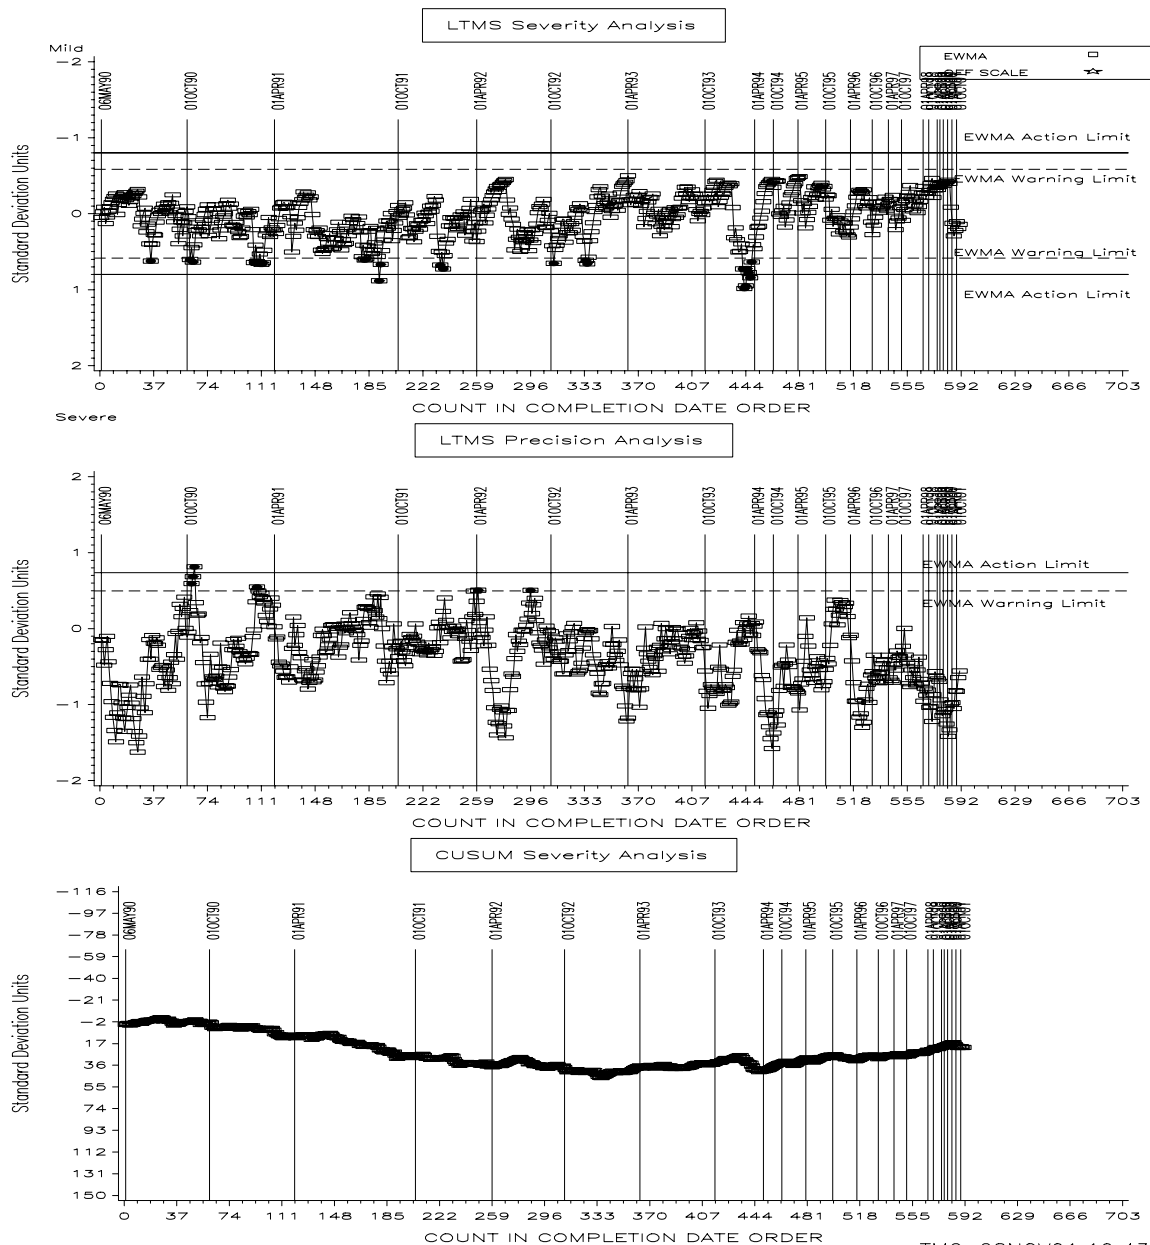 LTMS Severity Analysis
Mild
EWMA
OFF SCALE
Standard Deviation Units
-2
-1
0
1
2
06MAY90
01OCT90
01APR91
01OCT91
01APR92
01OCT92
01APR93
01OCT93
01APR94
01OCT94
01APR95
01OCT95
01APR96
01OCT96
01APR97
01OCT97
01APR98
EWMA Action Limit
EWMA Warning Limit
EWMA Warning Limit
EWMA Action Limit
0 37 74 111 148 185 222 259 296 333 370 407 444 481 518 555 592 629 666 703
COUNT IN COMPLETION DATE ORDER
Severe
LTMS Precision Analysis
Standard Deviation Units
2
1
0
-1
-2
06MAY90
01OCT90
01APR91
01OCT91
01APR92
01OCT92
01APR93
01OCT93
01APR94
01OCT94
01APR95
01OCT95
01APR96
01OCT96
01APR97
01OCT97
01APR98
EWMA Action Limit
EWMA Warning Limit
0 37 74 111 148 185 222 259 296 333 370 407 444 481 518 555 592 629 666 703
COUNT IN COMPLETION DATE ORDER
CUSUM Severity Analysis
Standard Deviation Units
-116
-97
-78
-59
-40
-21
-2
17
36
55
74
93
112
131
150
06MAY90
01OCT90
01APR91
01OCT91
01APR92
01OCT92
01APR93
01OCT93
01APR94
01OCT94
01APR95
01OCT95
01APR96
01OCT96
01APR97
01OCT97
01APR98
0 37 74 111 148 185 222 259 296 333 370 407 444 481 518 555 592 629 666 703
COUNT IN COMPLETION DATE ORDER